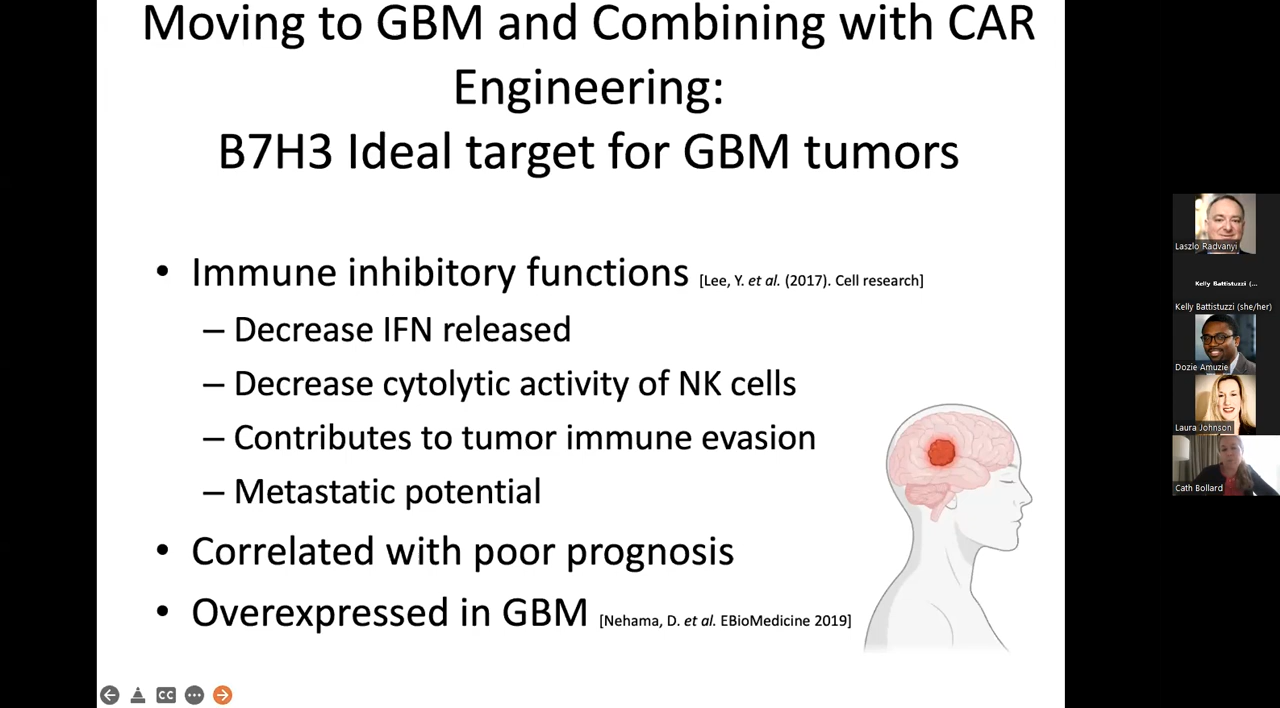 Moving to GBM and Combining with CAR
Engineering:
B7H3 Ideal target for GBM tumors
• Immune inhibitory functions [Lee, Y. et al. (2017). Cell research]
– Decrease IFN released
– Decrease cytolytic activity of NK cells
– Contributes to tumor immune evasion
– Metastatic potential
• Correlated with poor prognosis
• Overexpressed in GBM [Nehama, D. et al. EBioMedicine 2019]
CC
Laszlo Radvanyi
Kelly Battistuzzi (...
Kelly Battistuzzi (she/her)
Dozie Amuzie
Laura Johnson
Cath Bollard